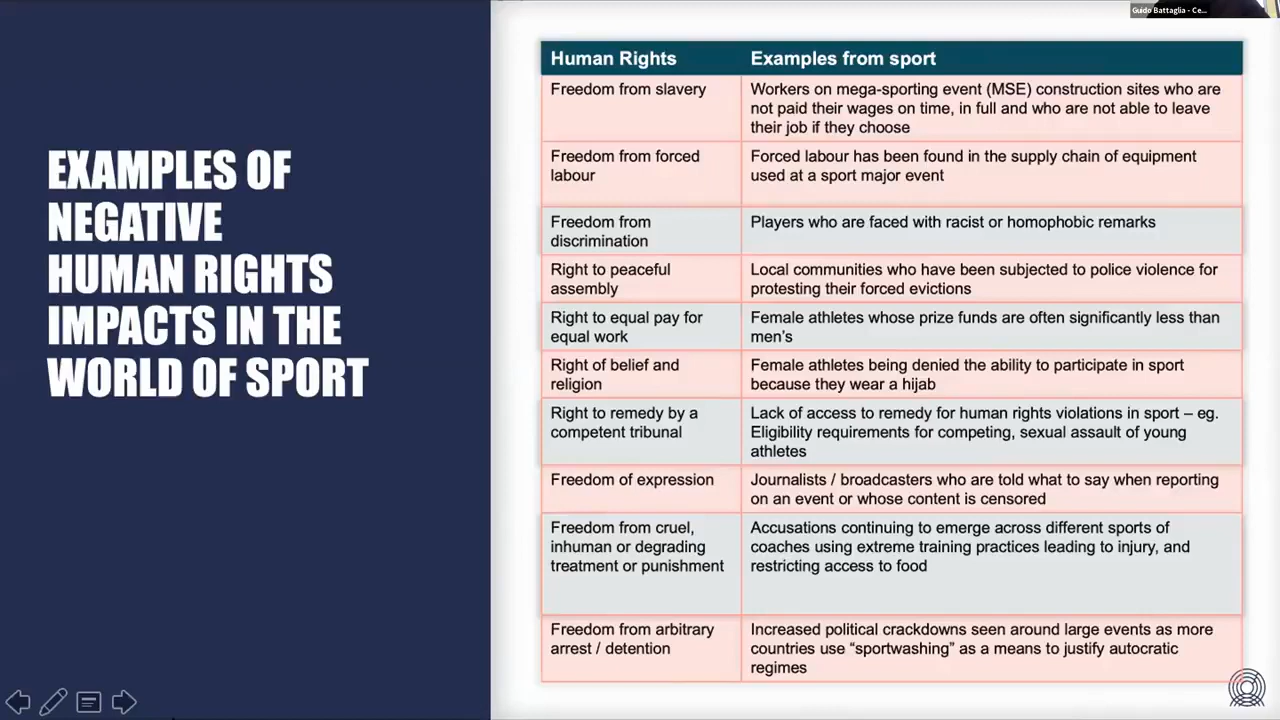 Guido Battaglia - Ce...
EXAMPLES OF
NEGATIVE
HUMAN RIGHTS
IMPACTS IN THE
WORLD OF SPORT
Human Rights
Examples from sport
Freedom from slavery
Workers on mega-sporting event (MSE) construction sites who are
not paid their wages on time, in full and who are not able to leave
their job if they choose
Freedom from forced
labour
Forced labour has been found in the supply chain of equipment
used at a sport major event
Freedom from
discrimination
Players who are faced with racist or homophobic remarks
Right to peaceful
assembly
Local communities who have been subjected to police violence for
protesting their forced evictions
Right to equal pay for
equal work
Female athletes whose prize funds are often significantly less than
men's
Right of belief and
religion
Female athletes being denied the ability to participate in sport
because they wear a hijab
Right to remedy by a
competent tribunal
Lack of access to remedy for human rights violations in sport – eg.
Eligibility requirements for competing, sexual assault of young
athletes
Freedom of expression
Journalists / broadcasters who are told what to say when reporting
on an event or whose content is censored
Freedom from cruel,
inhuman or degrading
treatment or punishment
Accusations continuing to emerge across different sports of
coaches using extreme training practices leading to injury, and
restricting access to food
Freedom from arbitrary
arrest / detention
Increased political crackdowns seen around large events as more
countries use “sportwashing” as a means to justify autocratic
regimes